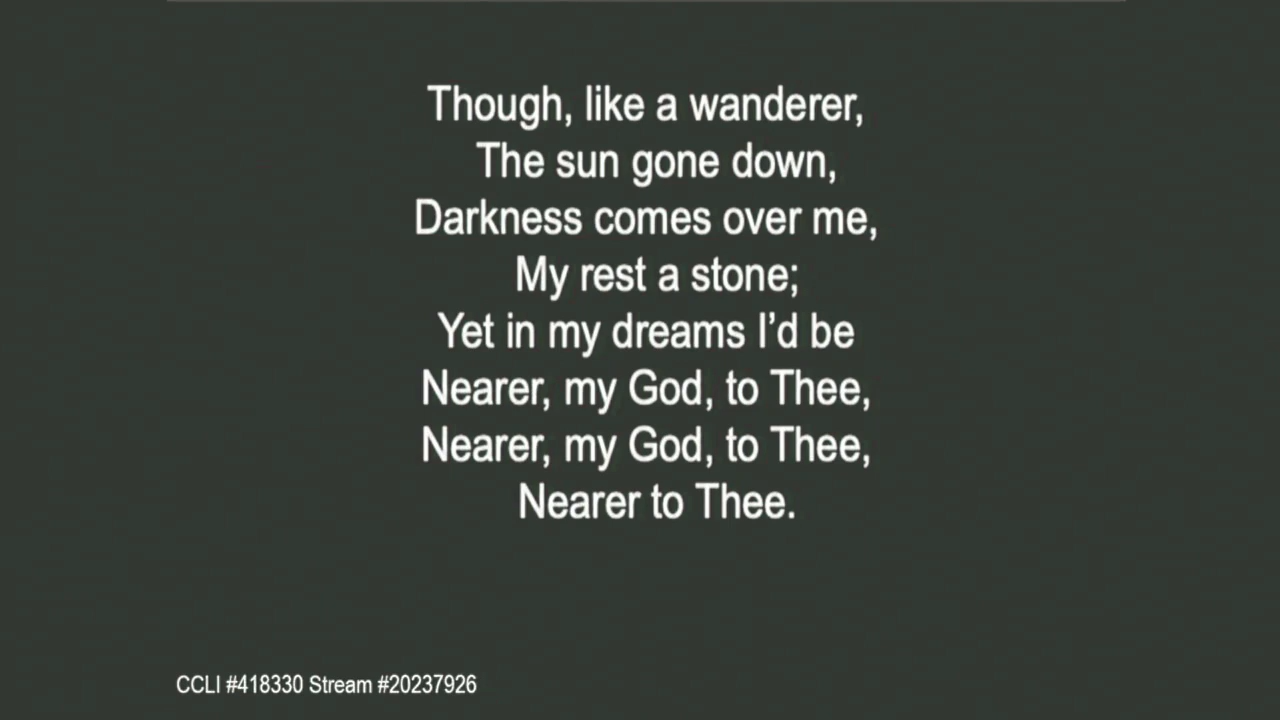 Though, like a wanderer,
The sun gone down,
Darkness comes over me,
My rest a stone;
Yet in my dreams I’d be
Nearer, my God, to Thee,
Nearer, my God, to Thee,
Nearer to Thee.
CCLI #418330 Stream #20237926